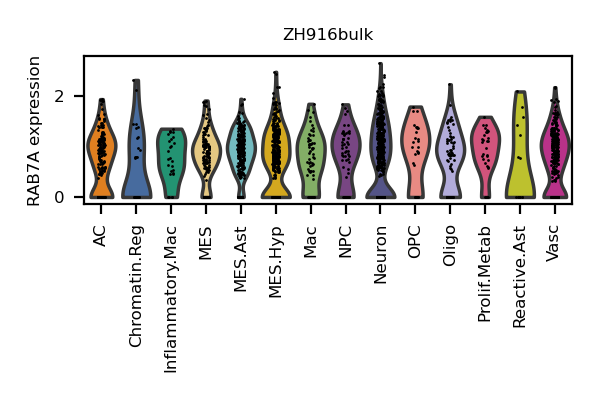 ZH916bulk
RAB7A expression
2
0
AC
Chromatin.Reg
Inflammatory.Mac
MES
MES.Ast
MES.Hyp
Mac
NPC
Neuron
OPC
Oligo
Prolif.Metab
Reactive.Ast
Vasc